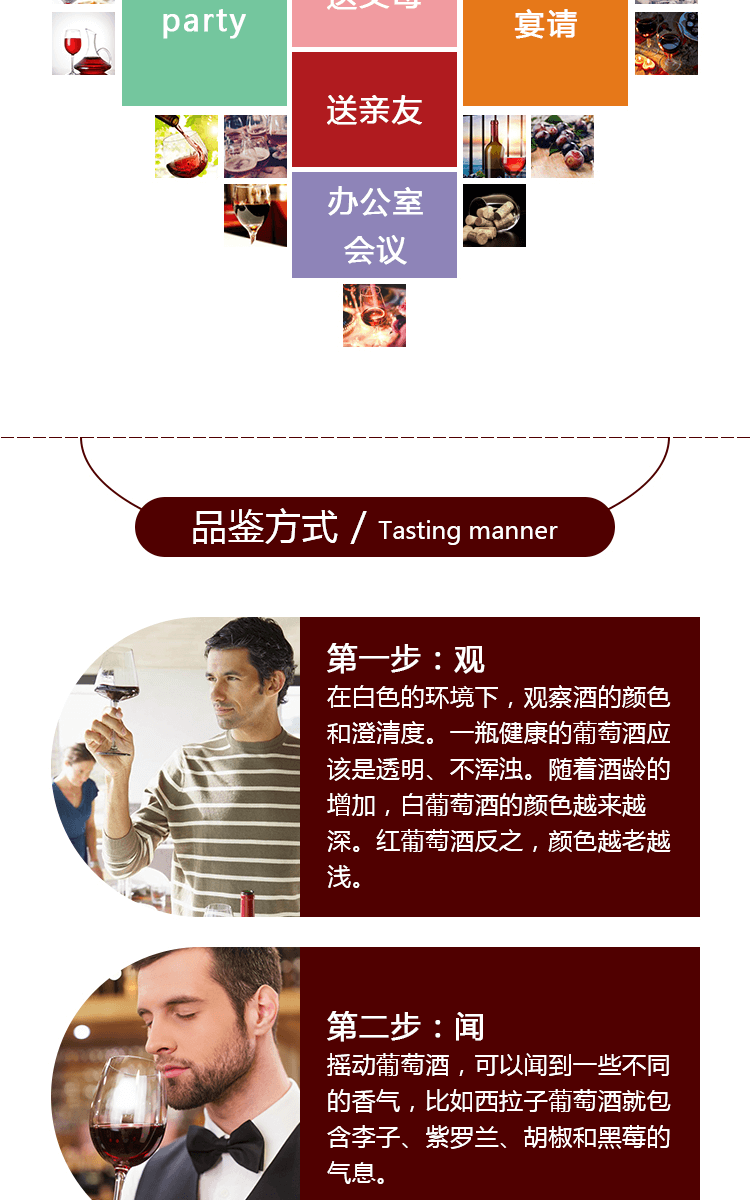 送父母
party
宴请
送亲友
办公室
会议
品鉴方式 / Tasting manner
第一步：观
在白色的环境下，观察酒的颜色
和澄清度。一瓶健康的葡萄酒应
该是透明、不浑浊。随着酒龄的
增加，白葡萄酒的颜色越来越
深。红葡萄酒反之，颜色越老越
浅。
第二步：闻
摇动葡萄酒，可以闻到一些不同
的香气，比如西拉子葡萄酒就包
含李子、紫罗兰、胡椒和黑莓的
气息。